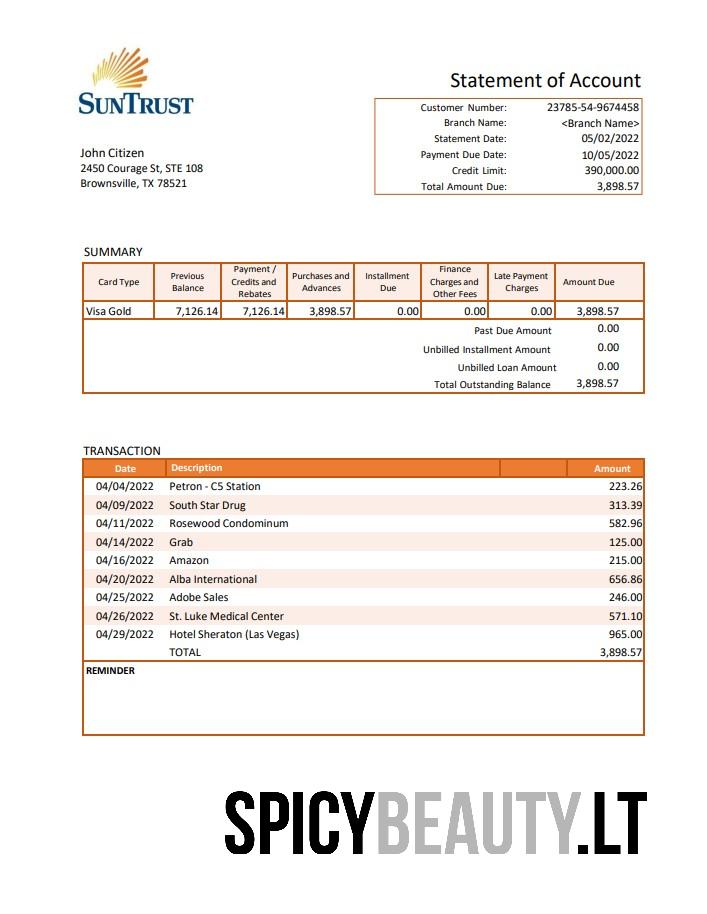 SUNTRUST
Statement of Account
Customer Number: 23785-54-9674458
Branch Name: <Branch Name>
Statement Date: 05/02/2022
Payment Due Date: 10/05/2022
Credit Limit: 390,000.00
Total Amount Due: 3,898.57
John Citizen
2450 Courage St, STE 108
Brownsville, TX 78521
SUMMARY
Card Type
Previous
Balance
Payment /
Credits and
Rebates
Purchases and
Advances
Installment
Due
Finance
Charges and
Other Fees
Late Payment
Charges
Amount Due
Visa Gold 7,126.14 7,126.14 3,898.57 0.00 0.00 0.00 3,898.57
Past Due Amount 0.00
Unbilled Installment Amount 0.00
Unbilled Loan Amount 0.00
Total Outstanding Balance 3,898.57
TRANSACTION
Date Description Amount
04/04/2022 Petron - C5 Station 223.26
04/09/2022 South Star Drug 313.39
04/11/2022 Rosewood Condominum 582.96
04/14/2022 Grab 125.00
04/16/2022 Amazon 215.00
04/20/2022 Alba International 656.86
04/25/2022 Adobe Sales 246.00
04/26/2022 St. Luke Medical Center 571.10
04/29/2022 Hotel Sheraton (Las Vegas) 965.00
TOTAL 3,898.57
REMINDER
SPICYBEAUTY.LT